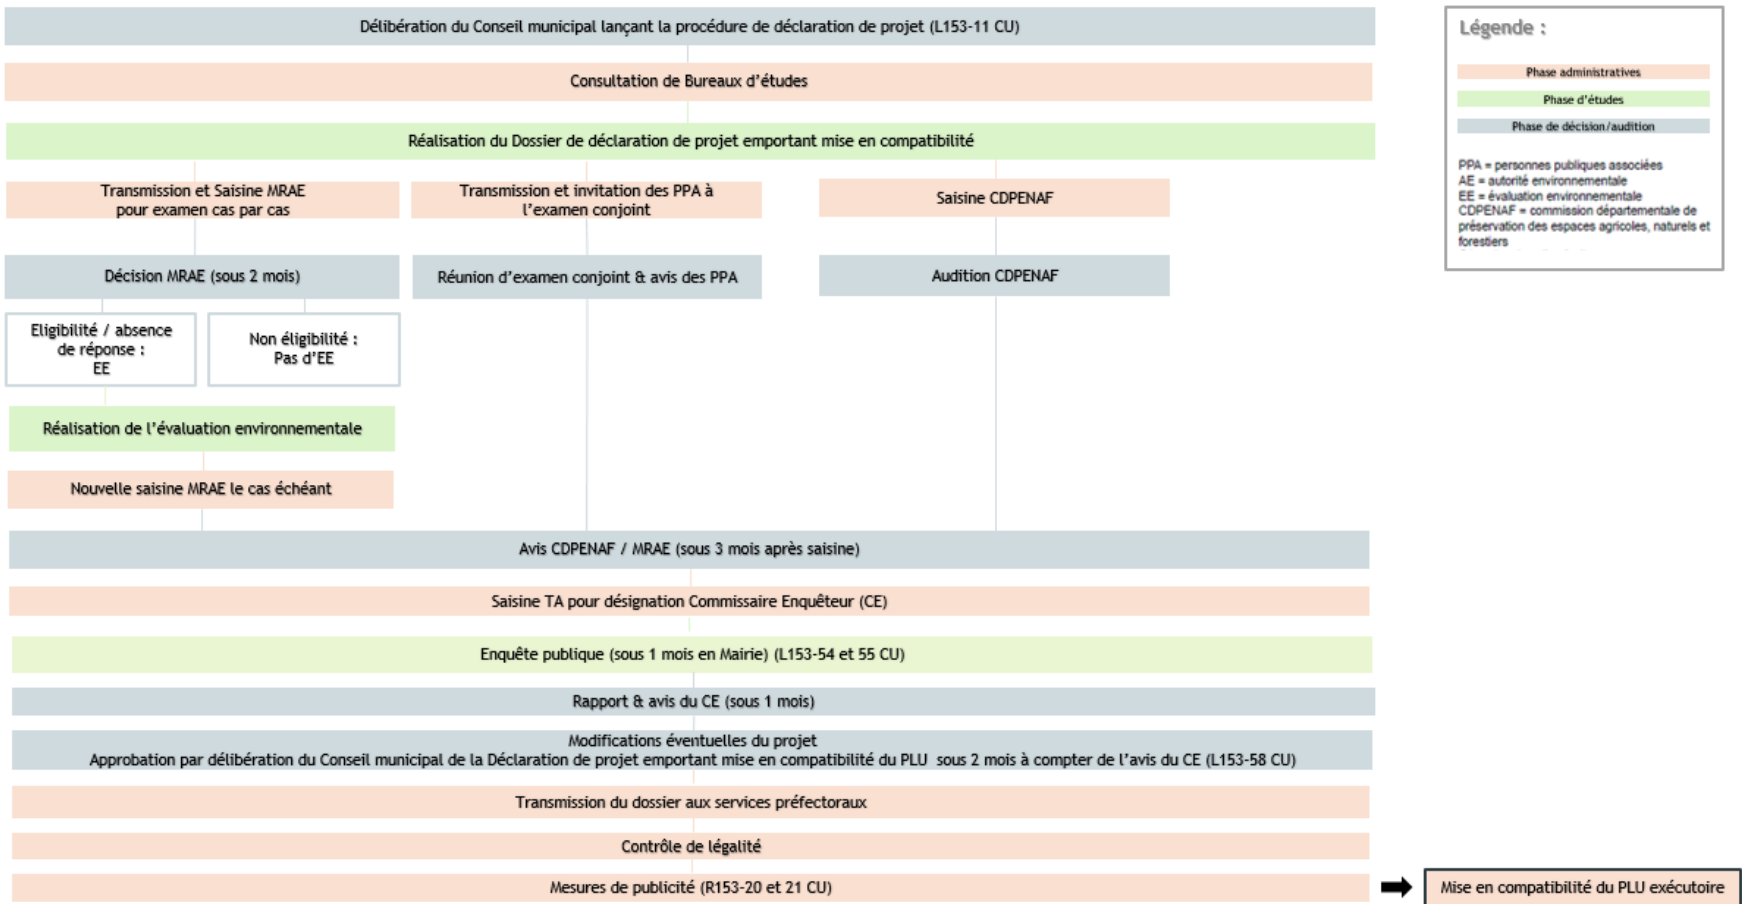 Délibération du Conseil municipal lançant la procédure de déclaration de projet (L153-11 CU)
Consultation de Bureaux d'études
Réalisation du Dossier de déclaration de projet emportant mise en compatibilité
Transmission et Saisine MRAE
pour examen cas par cas
Transmission et invitation des PPA à
l'examen conjoint
Saisine CDPENAF
Décision MRAE (sous 2 mois)
Réunion d'examen conjoint & avis des PPA
Audition CDPENAF
Eligibilité / absence
de réponse :
EE
Non éligibilité :
Pas d'EE
Réalisation de l'évaluation environnementale
Nouvelle saisine MRAE le cas échéant
Avis CDPENAF / MRAE (sous 3 mois après saisine)
Saisine TA pour désignation Commissaire Enquêteur (CE)
Enquête publique (sous 1 mois en Mairie) (L153-54 et 55 CU)
Rapport & avis du CE (sous 1 mois)
Modifications éventuelles du projet
Approbation par délibération du Conseil municipal de la Déclaration de projet emportant mise en compatibilité du PLU sous 2 mois à compter de l'avis du CE (L153-58 CU)
Transmission du dossier aux services préfectoraux
Contrôle de légalité
Mesures de publicité (R153-20 et 21 CU)
Mise en compatibilité du PLU exécutoire
Légende :
Phase administratives
Phase d'études
Phase de décision/audition
PPA = personnes publiques associées
AE = autorité environnementale
EE = évaluation environnementale
CDPENAF = commission départementale de
préservation des espaces agricoles, naturels et
forestiers